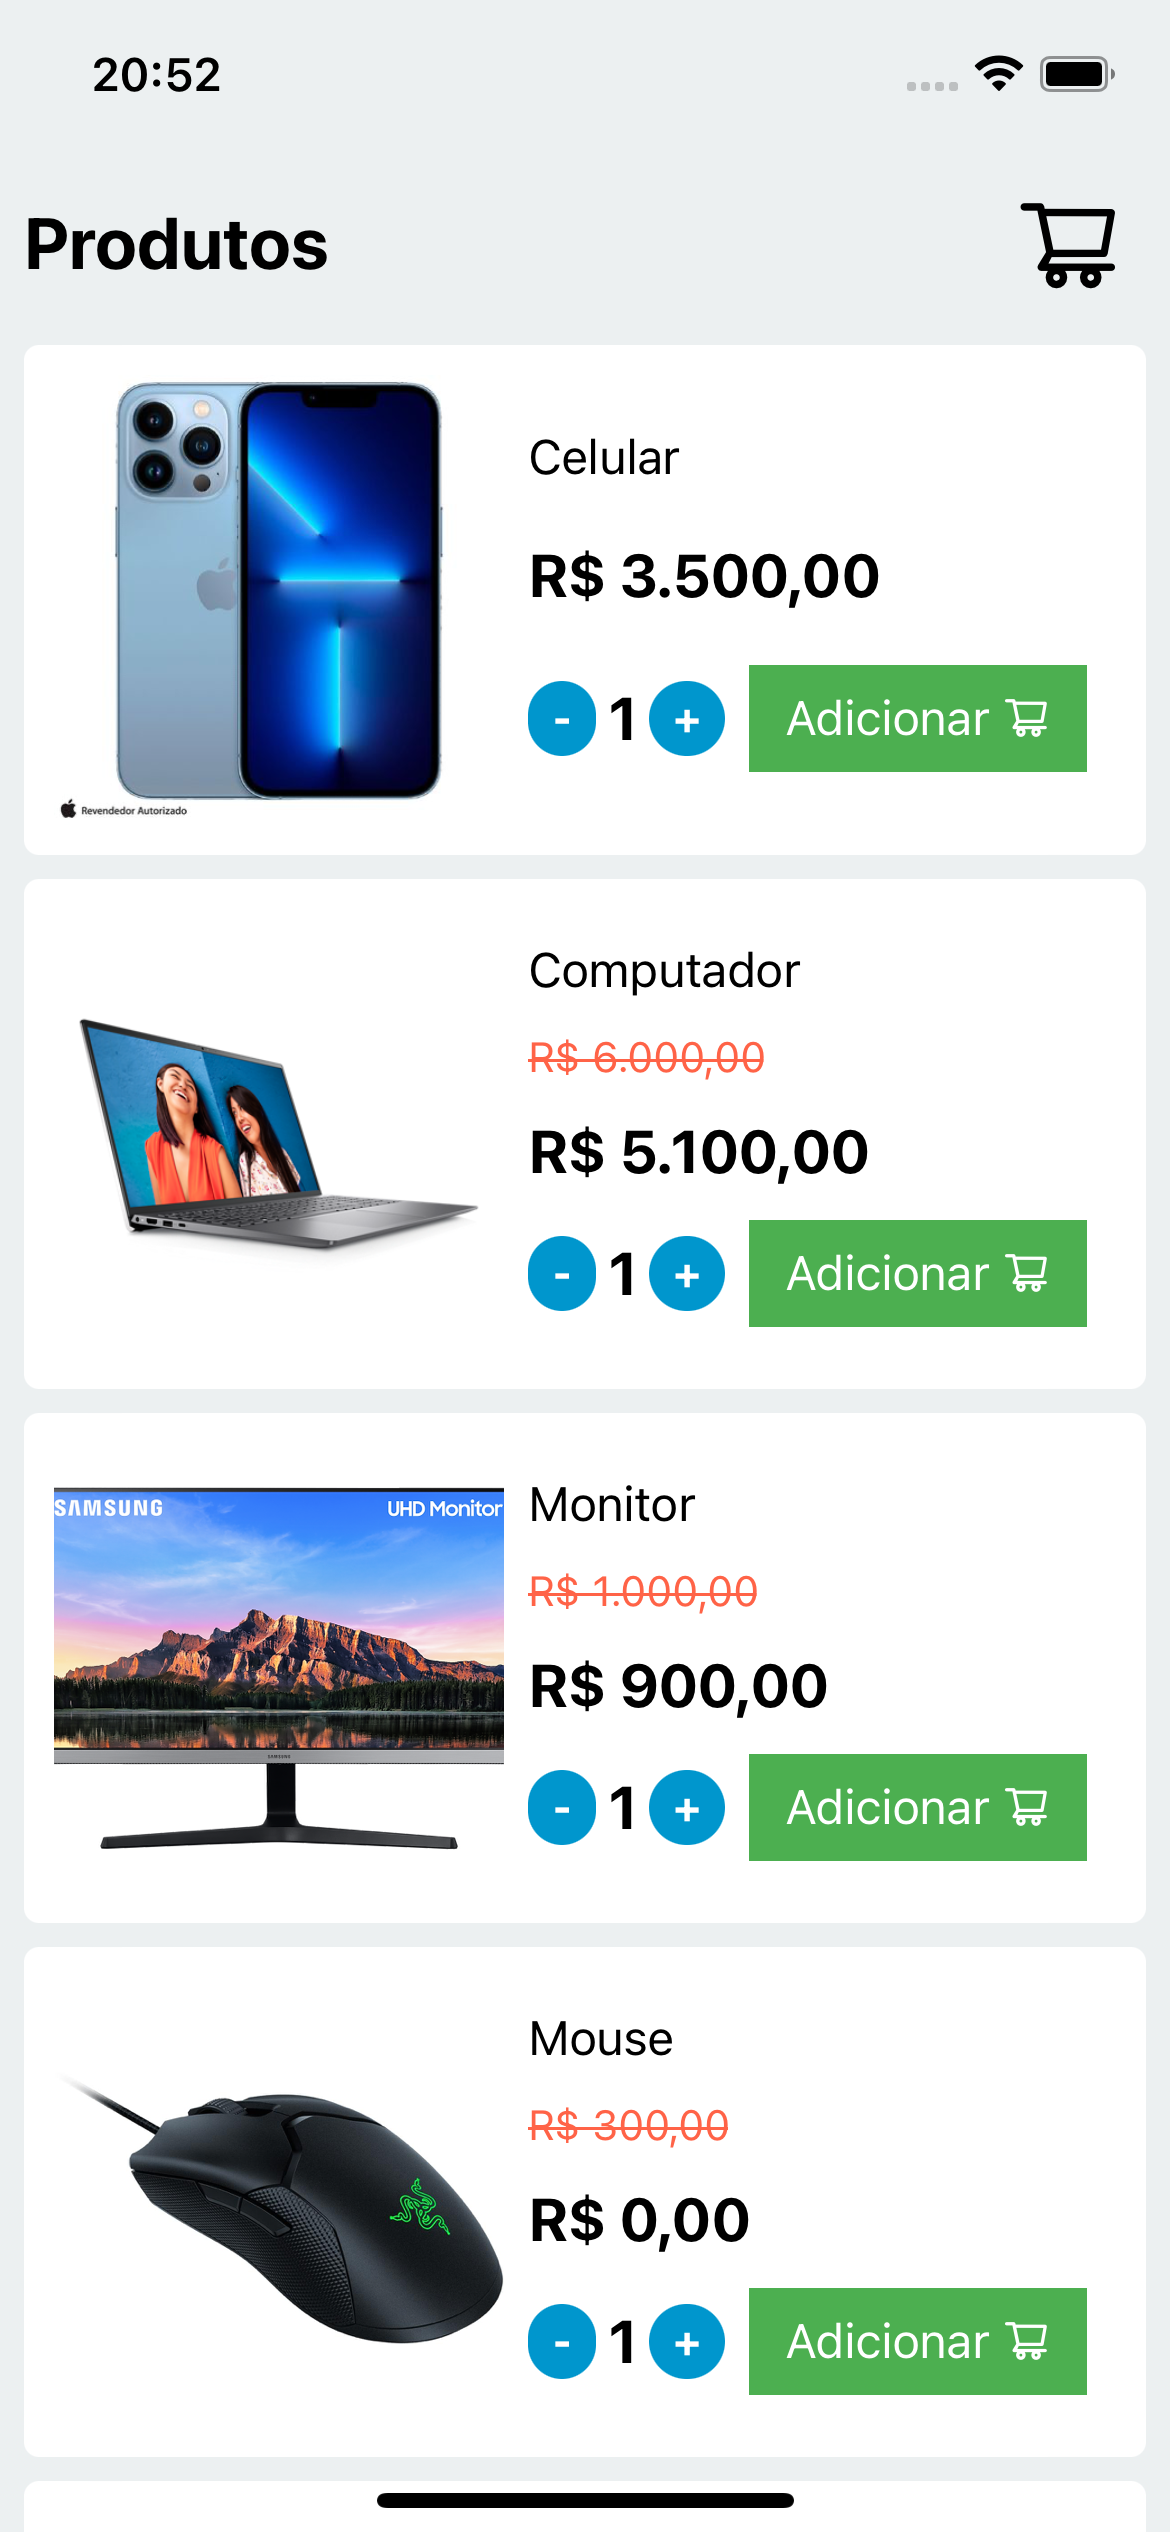 20:52
Produtos
Celular
R$ 3.500,00
- 1 + Adicionar
Revendedor Autorizado
Computador
R$ 6.000,00
R$ 5.100,00
- 1 + Adicionar
SAMSUNG UHD Monitor
Monitor
R$ 1.000,00
R$ 900,00
SAMSUNG
- 1 + Adicionar
Mouse
R$ 300,00
R$ 0,00
- 1 + Adicionar